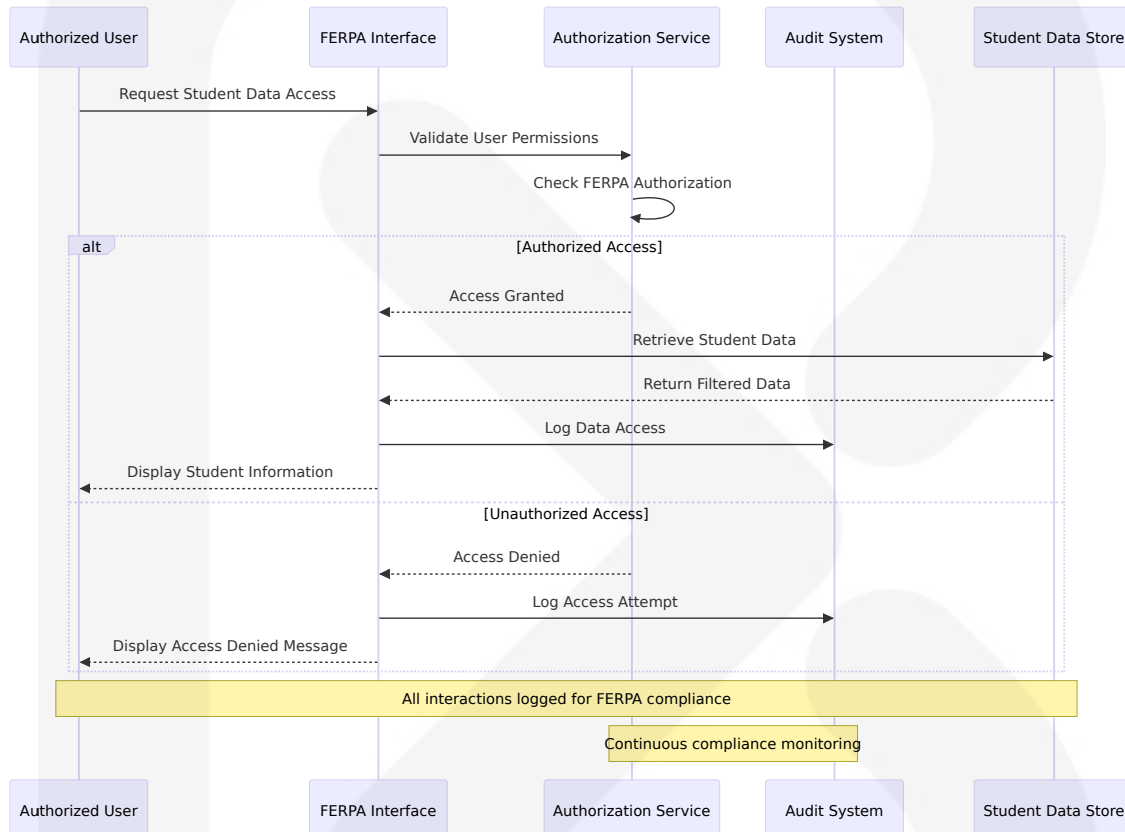 Authorized User
FERPA Interface
Authorization Service
Audit System
Student Data Store
Request Student Data Access
Validate User Permissions
Check FERPA Authorization
alt
[Authorized Access]
Access Granted
Retrieve Student Data
Return Filtered Data
Log Data Access
Display Student Information
[Unauthorized Access]
Access Denied
Log Access Attempt
Display Access Denied Message
All interactions logged for FERPA compliance
Continuous compliance monitoring
Authorized User
FERPA Interface
Authorization Service
Audit System
Student Data Store